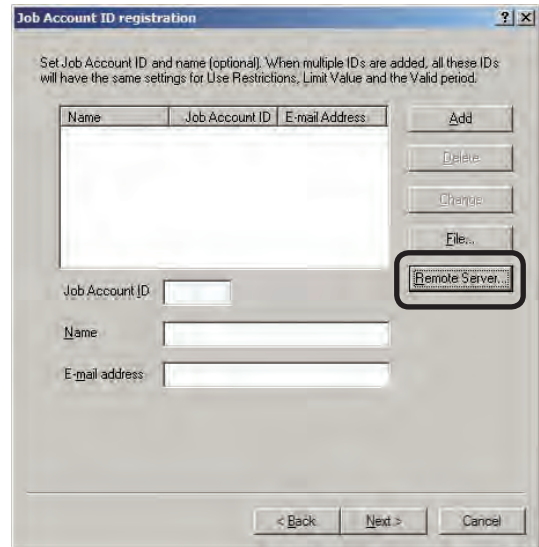 Job Account ID registration
Set Job Account ID and name (optional). When multiple IDs are added, all these IDs
will have the same settings for Use Restrictions, Limit Value and the Valid period.
Name Job Account ID E-mail Address
Add
Delete
Change
File...
Remote Server...
Job Account ID
Name
E-mail address
< Back Next > Cancel